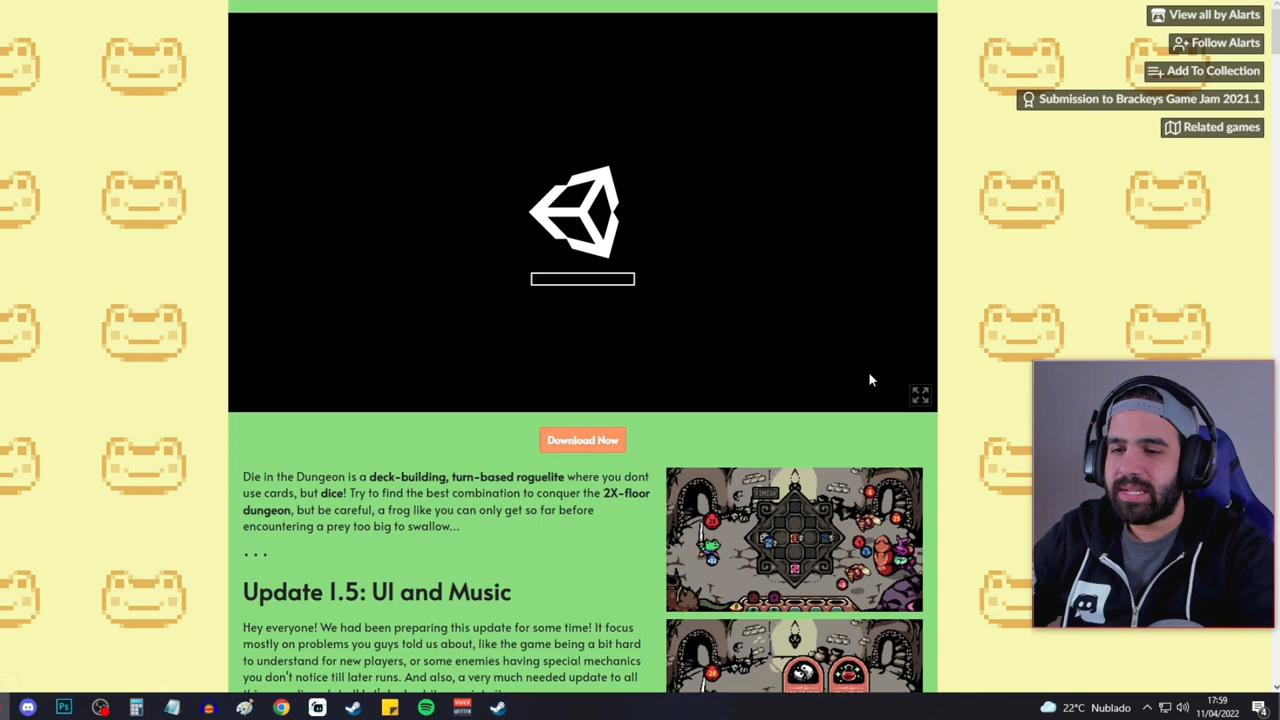 View all by Alarts
Follow Alarts
Add To Collection
Submission to Brackeys Game Jam 2021.1
Related games
Download Now
Die in the Dungeon is a deck-building, turn-based roguelite where you dont
use cards, but dice! Try to find the best combination to conquer the 2X-floor
dungeon, but be careful, a frog like you can only get so far before
encountering a prey too big to swallow...
• • •
Update 1.5: UI and Music
Hey everyone! We had been preparing this update for some time! It focus
mostly on problems you guys told us about, like the game being a bit hard
to understand for new players, or some enemies having special mechanics
you don't notice till later runs. And also, a very much needed update to all
FINISH
22°C Nublado
17:59
11/04/2022
4